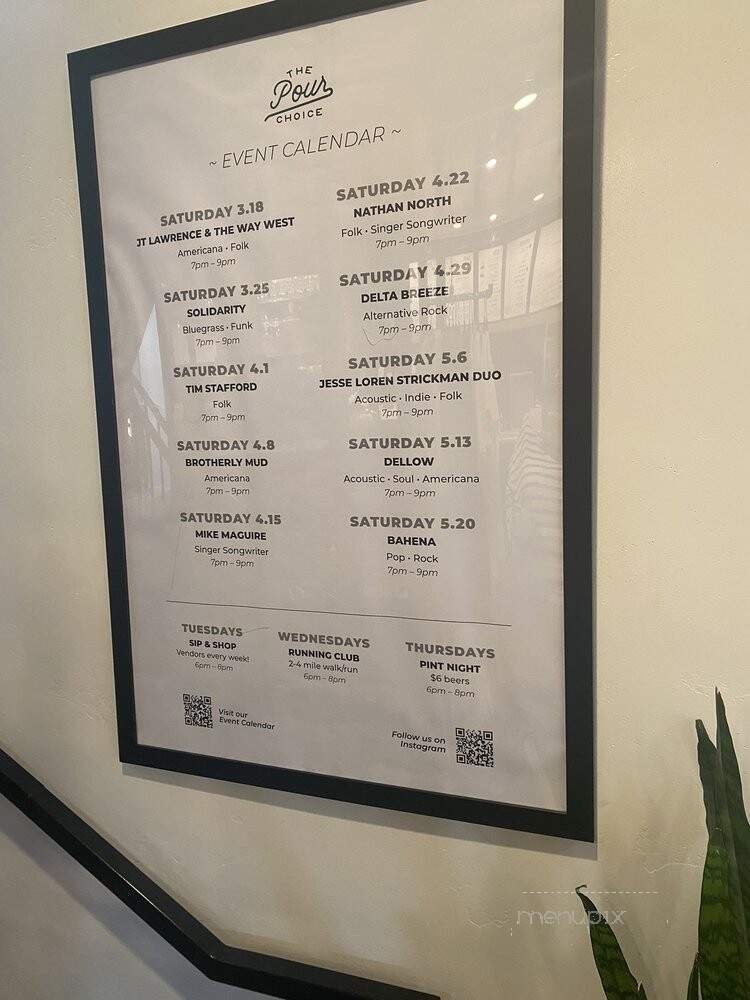 THE
Pour
CHOICE
~ EVENT CALENDAR ~
SATURDAY 3.18
JT LAWRENCE & THE WAY WEST
Americana • Folk
7pm – 9pm
SATURDAY 3.25
SOLIDARITY
Bluegrass • Funk
7pm – 9pm
SATURDAY 4.1
TIM STAFFORD
Folk
7pm – 9pm
SATURDAY 4.8
BROTHERLY MUD
Americana
7pm – 9pm
SATURDAY 4.15
MIKE MAGUIRE
Singer Songwriter
7pm – 9pm
SATURDAY 4.22
NATHAN NORTH
Folk • Singer Songwriter
7pm – 9pm
SATURDAY 4.29
DELTA BREEZE
Alternative Rock
7pm – 9pm
SATURDAY 5.6
JESSE LOREN STRICKMAN DUO
Acoustic • Indie • Folk
7pm – 9pm
SATURDAY 5.13
DELLOW
Acoustic • Soul • Americana
7pm – 9pm
SATURDAY 5.20
BAHENA
Pop • Rock
7pm – 9pm
TUESDAYS
SIP & SHOP
Vendors every week!
6pm – 8pm
WEDNESDAYS
RUNNING CLUB
2-4 mile walk/run
6pm – 8pm
THURSDAYS
PINT NIGHT
$6 beers
6pm – 8pm
Visit our
Event Calendar
Follow us on
Instagram
menupix